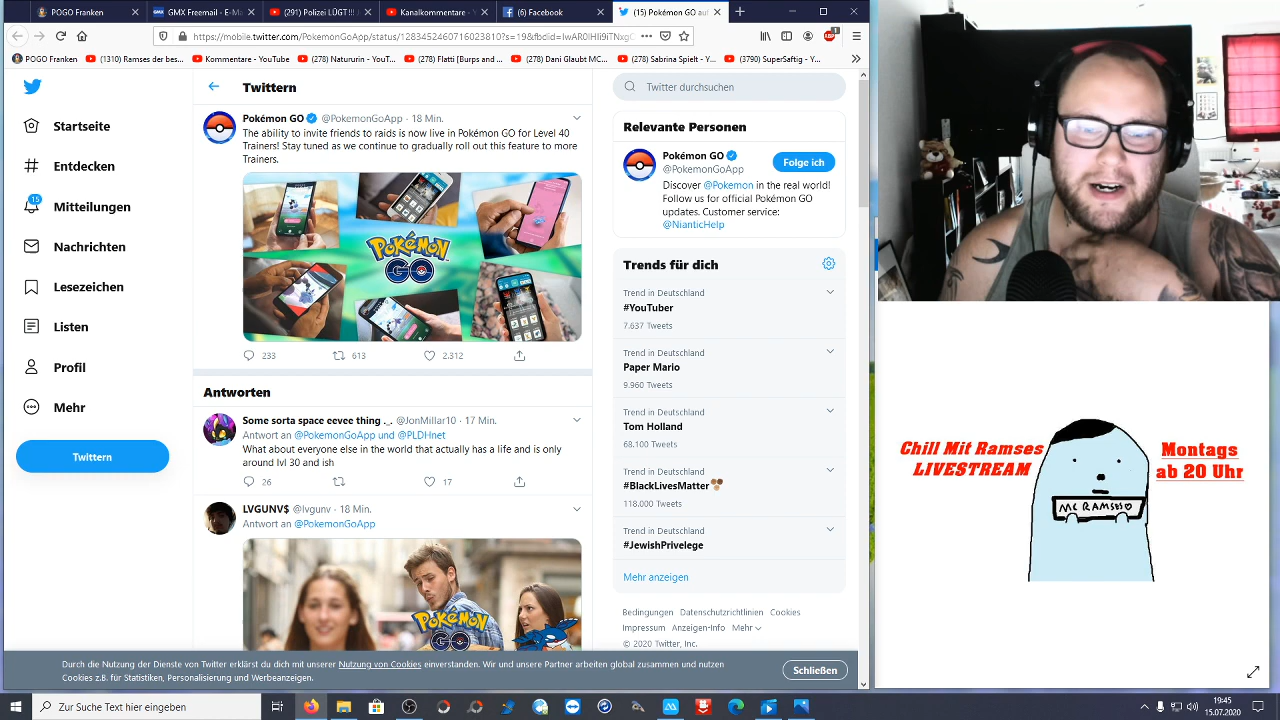 POGO Franken
GMX Freemail - E-Ma
(291) Polizei LÜGT!!!
Kanalkommentare - Y
(6) Facebook
(15) Pokémon GO auf
https://mobile.twitter.com/PokemonGoApp/status/1283452460716023810?s=19&fbclid=IwAR0lHIi9iTNxgC
POGO Franken
(1310) Ramses der bes...
Kommentare - YouTube
(278) Natururin - YouT...
(278) Flatti [Burps and ...
(278) Dani Glaubt MC...
(278) Sabrina Spielt - Y...
(3790) SuperSaftig - Y...
Startseite
Entdecken
15
Mitteilungen
Nachrichten
Lesezeichen
Listen
Profil
Mehr
Twittern
Twittern
Pokémon GO @PokemonGoApp · 18 Min.
The ability to invite friends to raids is now live in Pokémon GO for Level 40
Trainers! Stay tuned as we continue to gradually roll out this feature to more
Trainers.
POKÉMON
GO
233 613 2.312
Antworten
Some sorta space eevee thing ._. @JonMillar10 · 17 Min.
Antwort an @PokemonGoApp und @PLDHnet
What about everyone else in the world that actually has a life and is only
around lvl 30 and ish
26 17
LVGUNV$ @lvgunv · 18 Min.
Antwort an @PokemonGoApp
POKÉMON
GO
Twitter durchsuchen
Relevante Personen
Pokémon GO
@PokemonGoApp
Folge ich
Discover @Pokemon in the real world!
Follow us for official Pokémon GO
updates. Customer service:
@NianticHelp
Trends für dich
Trend in Deutschland
#YouTuber
7.637 Tweets
Trend in Deutschland
Paper Mario
9.960 Tweets
Trend in Deutschland
Tom Holland
68.100 Tweets
Trend in Deutschland
#BlackLivesMatter
118.000 Tweets
Trend in Deutschland
#JewishPrivelege
Mehr anzeigen
Bedingungen Datenschutzrichtlinien Cookies
Impressum Anzeigen-Info Mehr
© 2020 Twitter, Inc.
Durch die Nutzung der Dienste von Twitter erklärst du dich mit unserer Nutzung von Cookies einverstanden. Wir und unsere Partner arbeiten global zusammen und nutzen
Cookies z.B. für Statistiken, Personalisierung und Werbeanzeigen.
Schließen
Chill Mit Ramses
LIVESTREAM
Montags
ab 20 Uhr
MC RAMSES
Zur Suche Text hier eingeben
19:45
15.07.2020